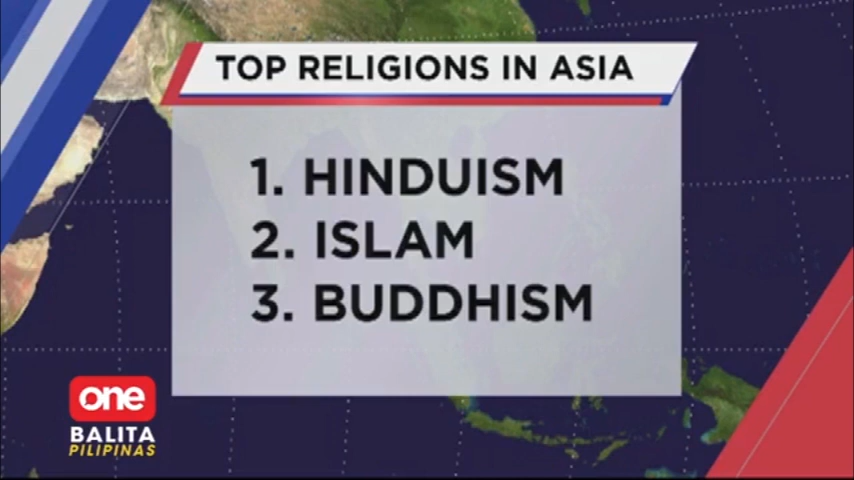 TOP RELIGIONS IN ASIA
1. HINDUISM
2. ISLAM
3. BUDDHISM
one
BALITA
PILIPINAS